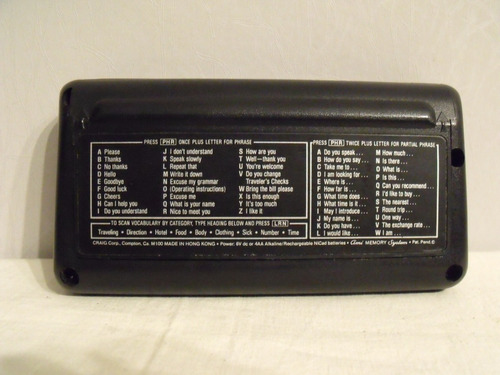 PRESS PHR ONCE PLUS LETTER FOR PHRASE
A Please
B Thanks
C No thanks
D Hello
E Goodbye
F Good luck
G Cheers
H Can I help you
I Do you understand
J I don't understand
K Speak slowly
L Repeat that
M Write it down
N Excuse my grammar
O (Operating instructions)
P Excuse me
Q What is your name
R Nice to meet you
S How are you
T Well—thank you
U You're welcome
V Do you change
Traveler's Checks
W Bring the bill please
X Is this enough
Y It's too much
Z I like it
PRESS PHR TWICE PLUS LETTER FOR PARTIAL PHRASE
A Do you speak...
B How do you say...
C Take me to...
D I am looking for...
E Where is...
F How far is...
G What time does...
H What time is it...
I May I introduce...
J My name is...
K Do you have...
L I would like...
M How much...
N Is there...
O What is...
P Is this...
Q Can you recommend...
R I'd like to buy...
S The nearest...
T Round trip...
U One way...
V The exchange rate...
W I am...
TO SCAN VOCABULARY BY CATEGORY, TYPE HEADING BELOW AND PRESS LRN
Traveling • Direction • Hotel • Food • Body • Clothing • Sick • Number • Time
CRAIG Corp., Compton, Ca. M100 MADE IN HONG KONG • Power: 6V dc or 4AA Alkaline/Rechargeable NiCad batteries • MEMORY System • Pat. Pend.